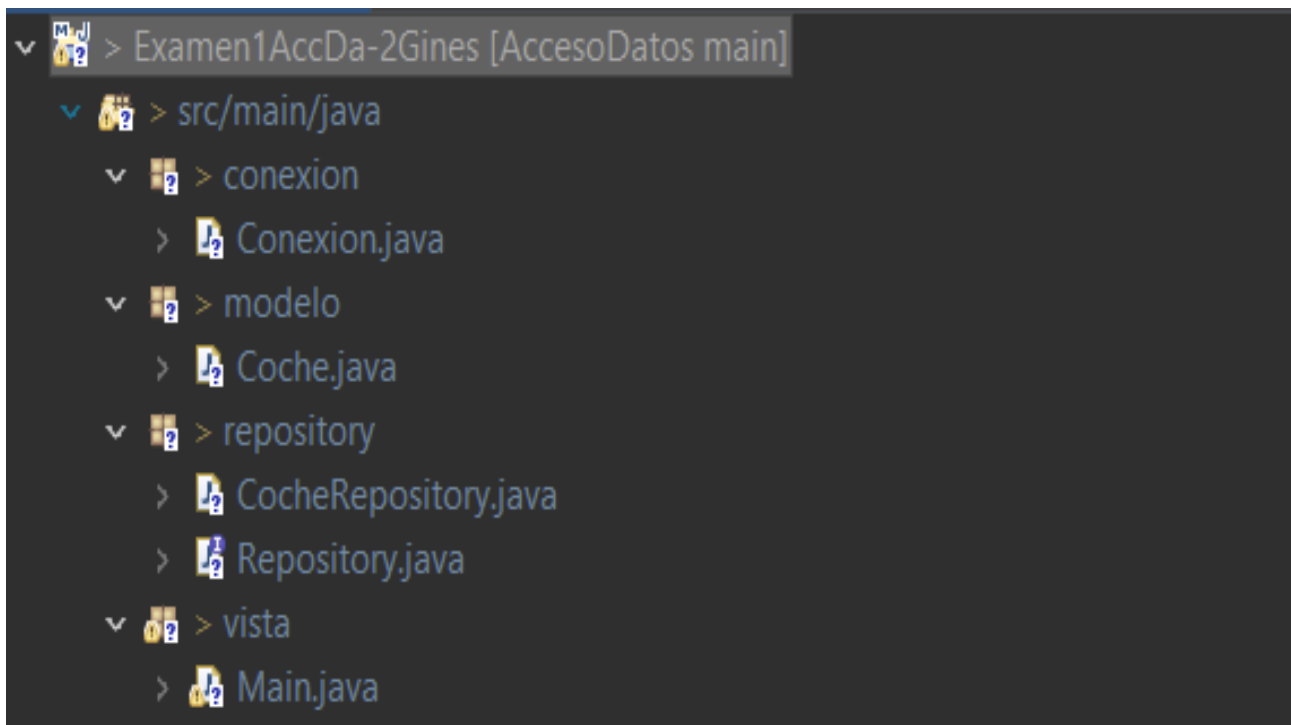 > Examen1AccDa-2Gines [AccesoDatos main]
> src/main/java
> conexion
> Conexion.java
> modelo
> Coche.java
> repository
> CocheRepository.java
> Repository.java
> vista
> Main.java